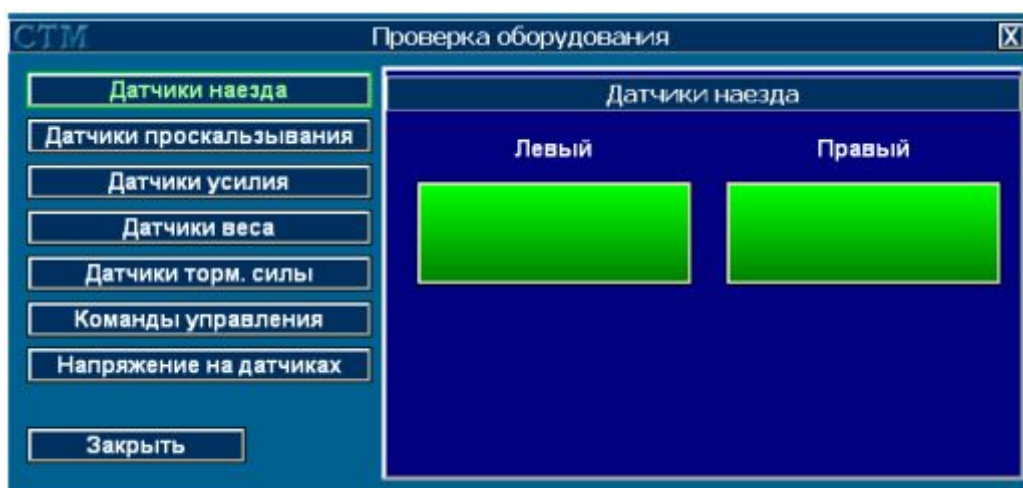 СТМ
Проверка оборудования
X
Датчики наезда
Датчики проскальзывания
Датчики усилия
Датчики веса
Датчики торм. силы
Команды управления
Напряжение на датчиках
Закрыть
Датчики наезда
Левый
Правый